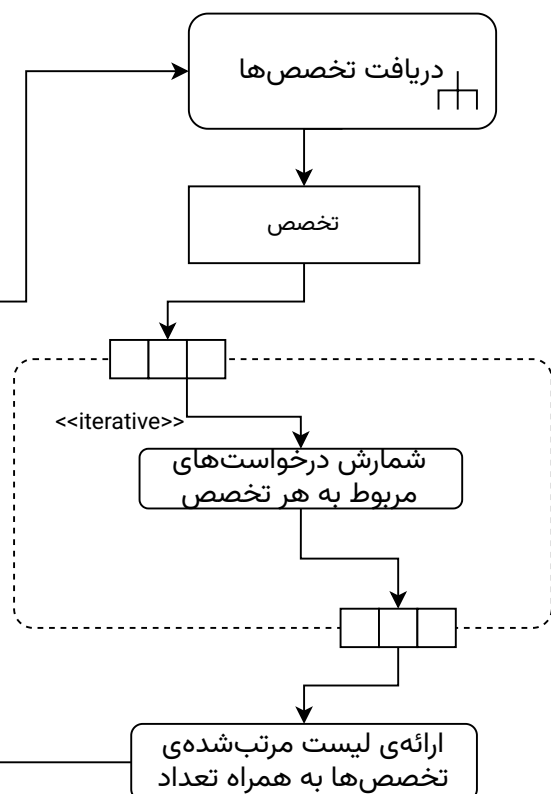 دریافت تخصص‌ها
تخصص
<<iterative>>
شمارش درخواست‌های
مربوط به هر تخصص
ارائه‌ی لیست مرتب‌شده‌ی
تخصص‌ها به همراه تعداد